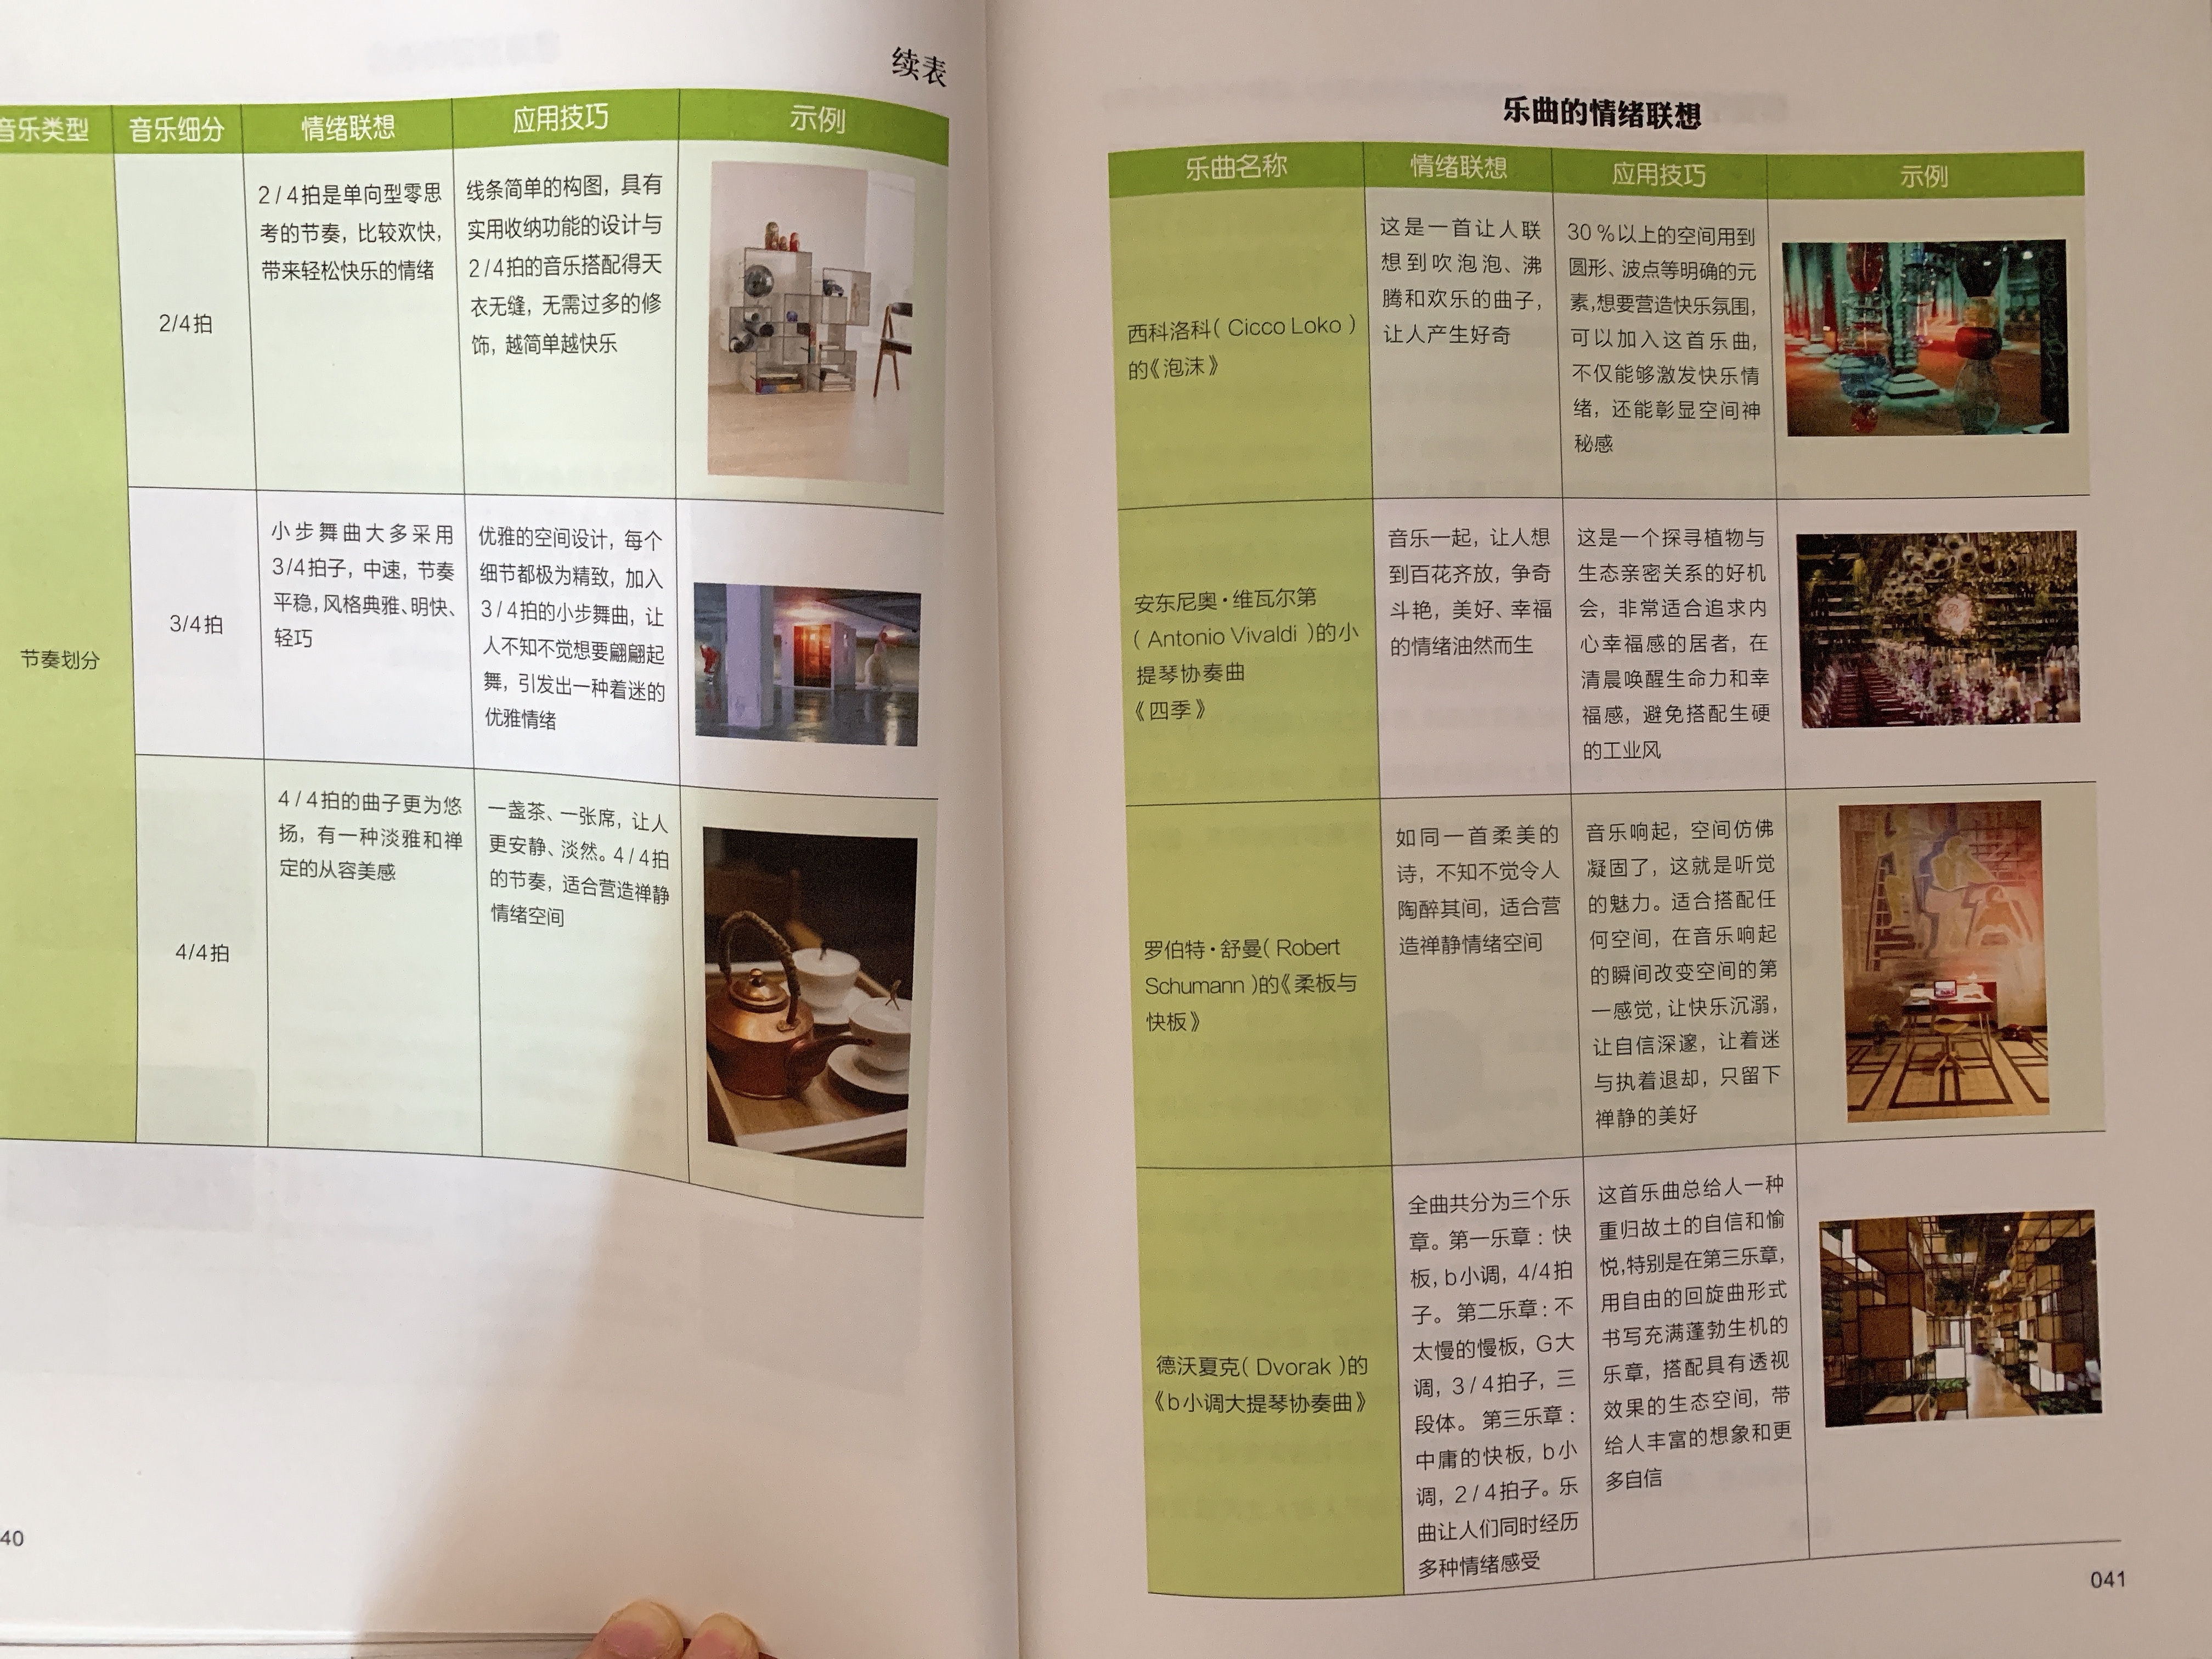 续表
音乐类型 音乐细分 情绪联想 应用技巧 示例
节奏划分
2/4拍
2/4拍是单向型零思
考的节奏，比较欢快，
带来轻松快乐的情绪
线条简单的构图，具有
实用收纳功能的设计与
2/4拍的音乐搭配得天
衣无缝，无需过多的修
饰，越简单越快乐
3/4拍
小步舞曲大多采用
3/4拍子，中速，节奏
平稳，风格典雅、明快、
轻巧
优雅的空间设计，每个
细节都极为精致，加入
3/4拍的小步舞曲，让
人不知不觉想要翩翩起
舞，引发出一种着迷的
优雅情绪
4/4拍
4/4拍的曲子更为悠
扬，有一种淡雅和禅
定的从容美感
一盏茶、一张席，让人
更安静、淡然。4/4拍
的节奏，适合营造禅静
情绪空间
40
乐曲的情绪联想
乐曲名称 情绪联想 应用技巧 示例
西科洛科（Cicco Loko）
的《泡沫》
这是一首让人联
想到吹泡泡、沸
腾和欢乐的曲子，
让人产生好奇
30 %以上的空间用到
圆形、波点等明确的元
素，想要营造快乐氛围，
可以加入这首乐曲，
不仅能够激发快乐情
绪，还能彰显空间神
秘感
安东尼奥·维瓦尔第
（Antonio Vivaldi）的小
提琴协奏曲
《四季》
音乐一起，让人想
到百花齐放，争奇
斗艳，美好、幸福
的情绪油然而生
这是一个探寻植物与
生态亲密关系的好机
会，非常适合追求内
心幸福感的居者，在
清晨唤醒生命力和幸
福感，避免搭配生硬
的工业风
罗伯特·舒曼（Robert
Schumann）的《柔板与
快板》
如同一首柔美的
诗，不知不觉令人
陶醉其间，适合营
造禅静情绪空间
音乐响起，空间仿佛
凝固了，这就是听觉
的魅力。适合搭配任
何空间，在音乐响起
的瞬间改变空间的第
一感觉，让快乐沉溺，
让自信深邃，让着迷
与执着退却，只留下
禅静的美好
德沃夏克（Dvorak）的
《b小调大提琴协奏曲》
全曲共分为三个乐
章。第一乐章：快
板，b小调，4/4拍
子。第二乐章：不
太慢的慢板，G大
调，3/4拍子，三
段体。第三乐章：
中庸的快板，b小
调，2/4拍子。乐
曲让人们同时经历
多种情绪感受
这首乐曲总给人一种
重归故土的自信和愉
悦，特别是在第三乐章，
用自由的回旋曲形式
书写充满蓬勃生机的
乐章，搭配具有透视
效果的生态空间，带
给人丰富的想象和更
多自信
041